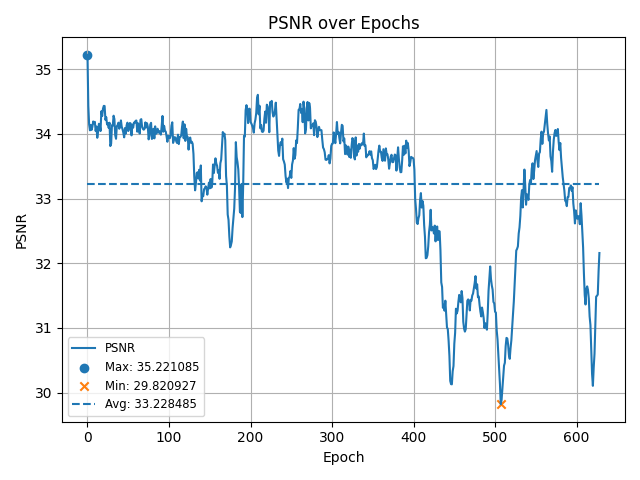 PSNR over Epochs
35
34
33
32
31
30
PSNR
PSNR
Max: 35.221085
Min: 29.820927
Avg: 33.228485
0 100 200 300 400 500 600
Epoch